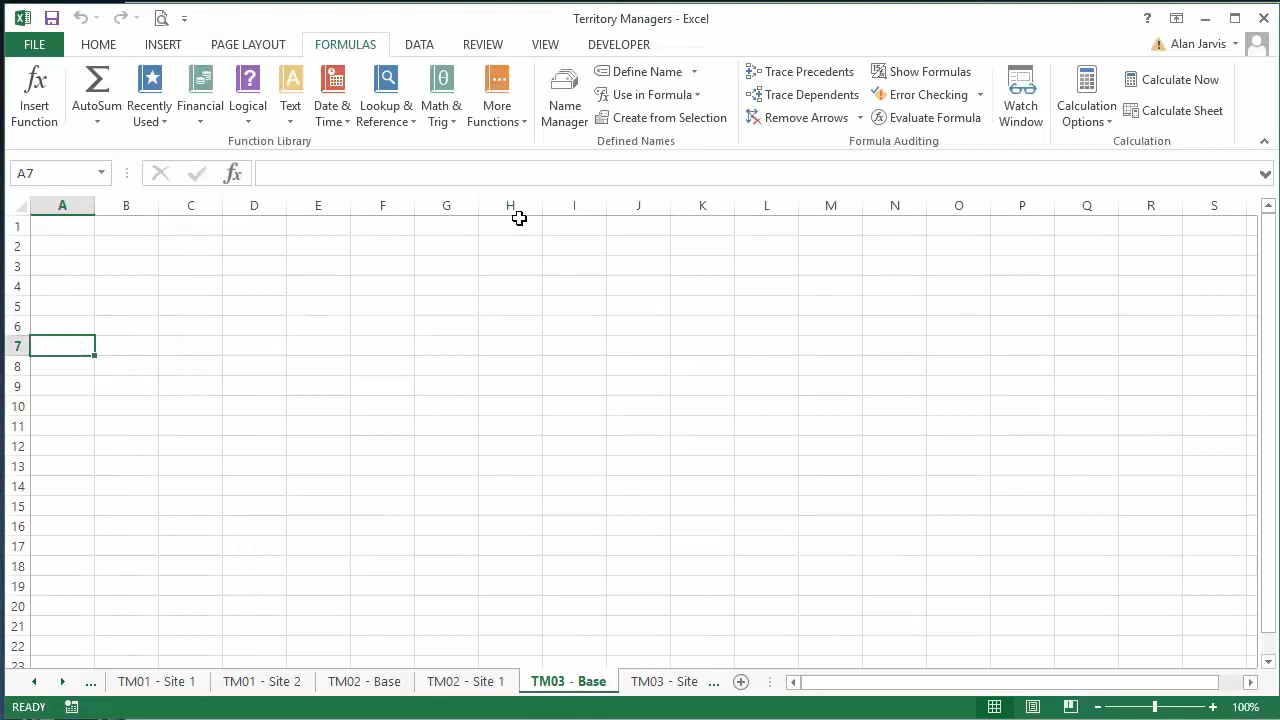 Territory Managers - Excel
?
FILE HOME INSERT PAGE LAYOUT FORMULAS DATA REVIEW VIEW DEVELOPER Alan Jarvis
fx Σ ? A θ
Insert Function
AutoSum
Recently Used
Financial
Logical
Text
Date & Time
Lookup & Reference
Math & Trig
More Functions
Function Library
Name Manager
Define Name
Use in Formula
Create from Selection
Defined Names
Trace Precedents
Trace Dependents
Remove Arrows
Show Formulas
Error Checking
Evaluate Formula
Formula Auditing
Watch Window
Calculation Options
Calculate Now
Calculate Sheet
Calculation
A7 fx
A B C D E F G H I J K L M N O P Q R S
1
2
3
4
5
6
7
8
9
10
11
12
13
14
15
16
17
18
19
20
21
22
23
... TM01 - Site 1 TM01 - Site 2 TM02 - Base TM02 - Site 1 TM03 - Base TM03 - Site ...
READY 100%